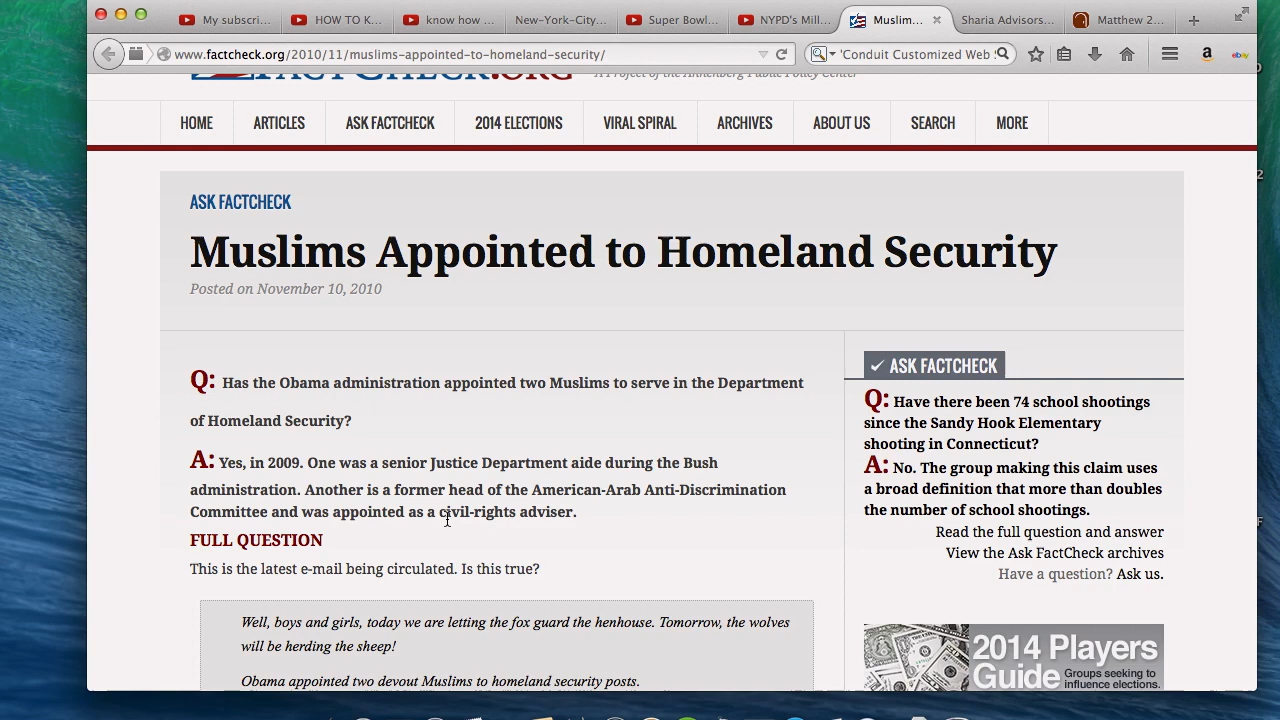 My subscri...
HOW TO K...
know how ...
New-York-City...
Super Bowl...
NYPD's Mill...
Muslim...
Sharia Advisors...
Matthew 2...
www.factcheck.org/2010/11/muslims-appointed-to-homeland-security/
'Conduit Customized Web
ebay
FACTCHECK.ORG
A Project of the Annenberg Public Policy Center
HOME
ARTICLES
ASK FACTCHECK
2014 ELECTIONS
VIRAL SPIRAL
ARCHIVES
ABOUT US
SEARCH
MORE
ASK FACTCHECK
Muslims Appointed to Homeland Security
Posted on November 10, 2010
Q: Has the Obama administration appointed two Muslims to serve in the Department
of Homeland Security?
A: Yes, in 2009. One was a senior Justice Department aide during the Bush
administration. Another is a former head of the American-Arab Anti-Discrimination
Committee and was appointed as a civil-rights adviser.
FULL QUESTION
This is the latest e-mail being circulated. Is this true?
Well, boys and girls, today we are letting the fox guard the henhouse. Tomorrow, the wolves
will be herding the sheep!
Obama appointed two devout Muslims to homeland security posts.
ASK FACTCHECK
Q: Have there been 74 school shootings
since the Sandy Hook Elementary
shooting in Connecticut?
A: No. The group making this claim uses
a broad definition that more than doubles
the number of school shootings.
Read the full question and answer
View the Ask FactCheck archives
Have a question? Ask us.
2014 Players
Guide Groups seeking to
influence elections.